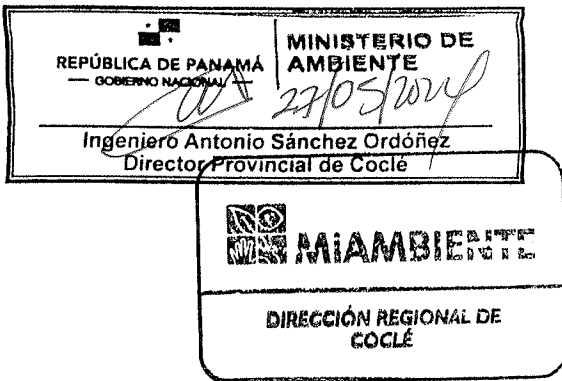 REPÚBLICA DE PANAMÁ
— GOBIERNO NACIONAL —
MINISTERIO DE
AMBIENTE
27/05/2024
Ingeniero Antonio Sánchez Ordóñez
Director Provincial de Coclé
MIAMBIENTE
DIRECCIÓN REGIONAL DE
COCLÉ